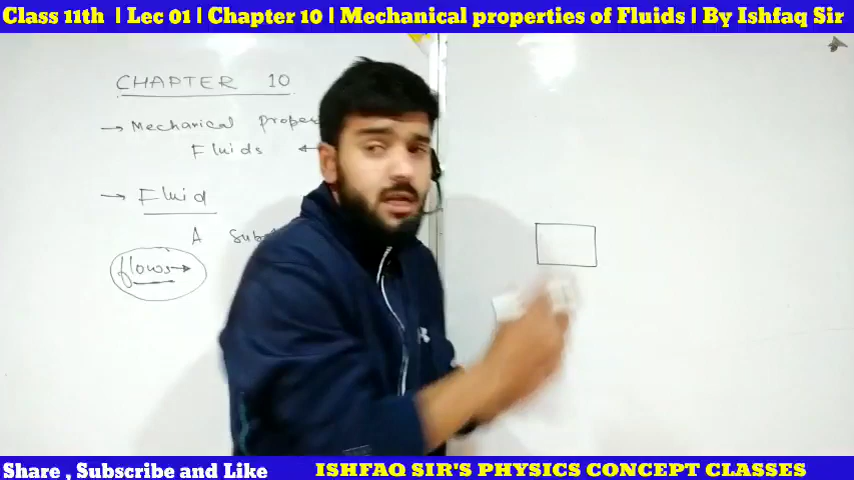 Class 11th | Lec 01 | Chapter 10 | Mechanical properties of Fluids | By Ishfaq Sir
CHAPTER 10
→ Mechanical
Fluids ←
→ Fluid
A
flows→
Share , Subscribe and Like
ISHFAQ SIR'S PHYSICS CONCEPT CLASSES